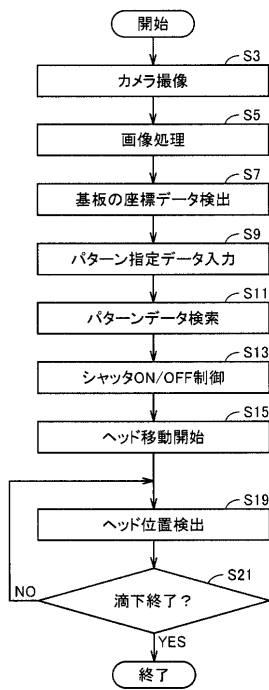 開始
S3
カメラ撮像
S5
画像処理
S7
基板の座標データ検出
S9
パターン指定データ入力
S11
パターンデータ検索
S13
シャッタON/OFF制御
S15
ヘッド移動開始
S19
ヘッド位置検出
S21
NO
滴下終了?
YES
終了